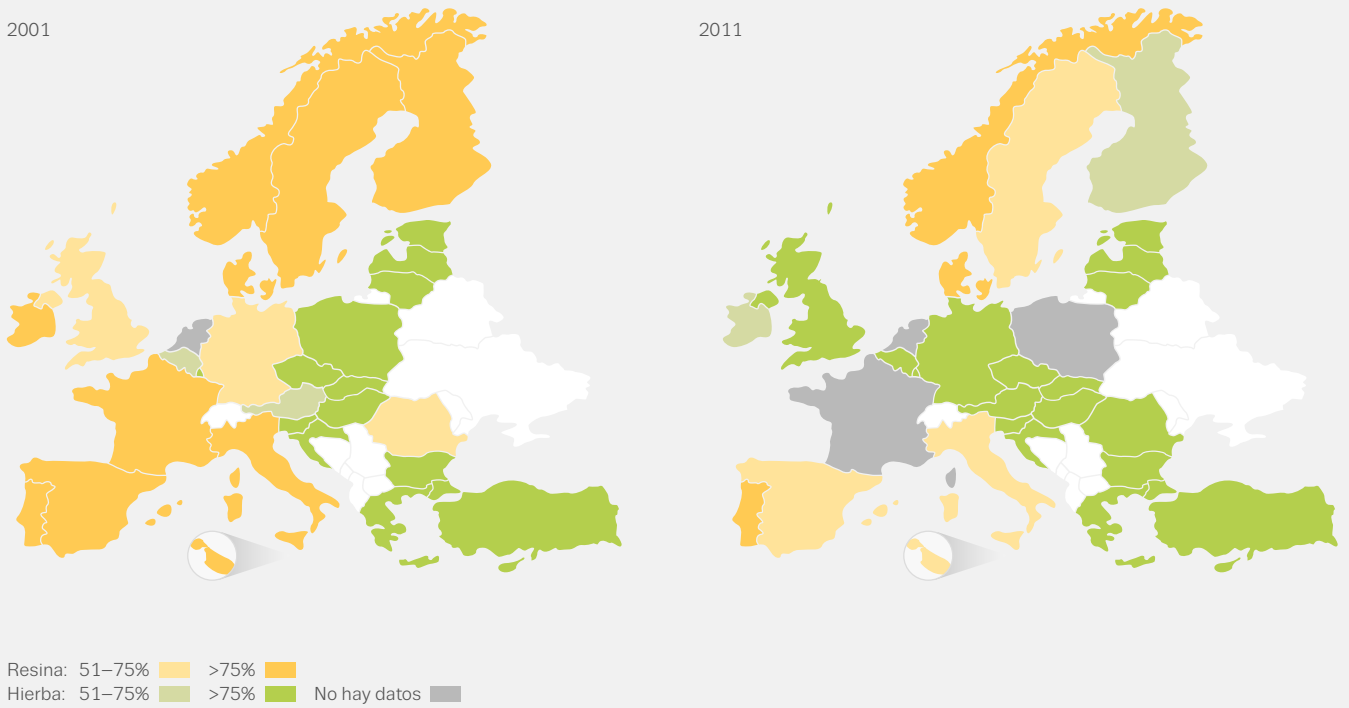 2001
2011
Resina: 51–75% >75%
Hierba: 51–75% >75% No hay datos